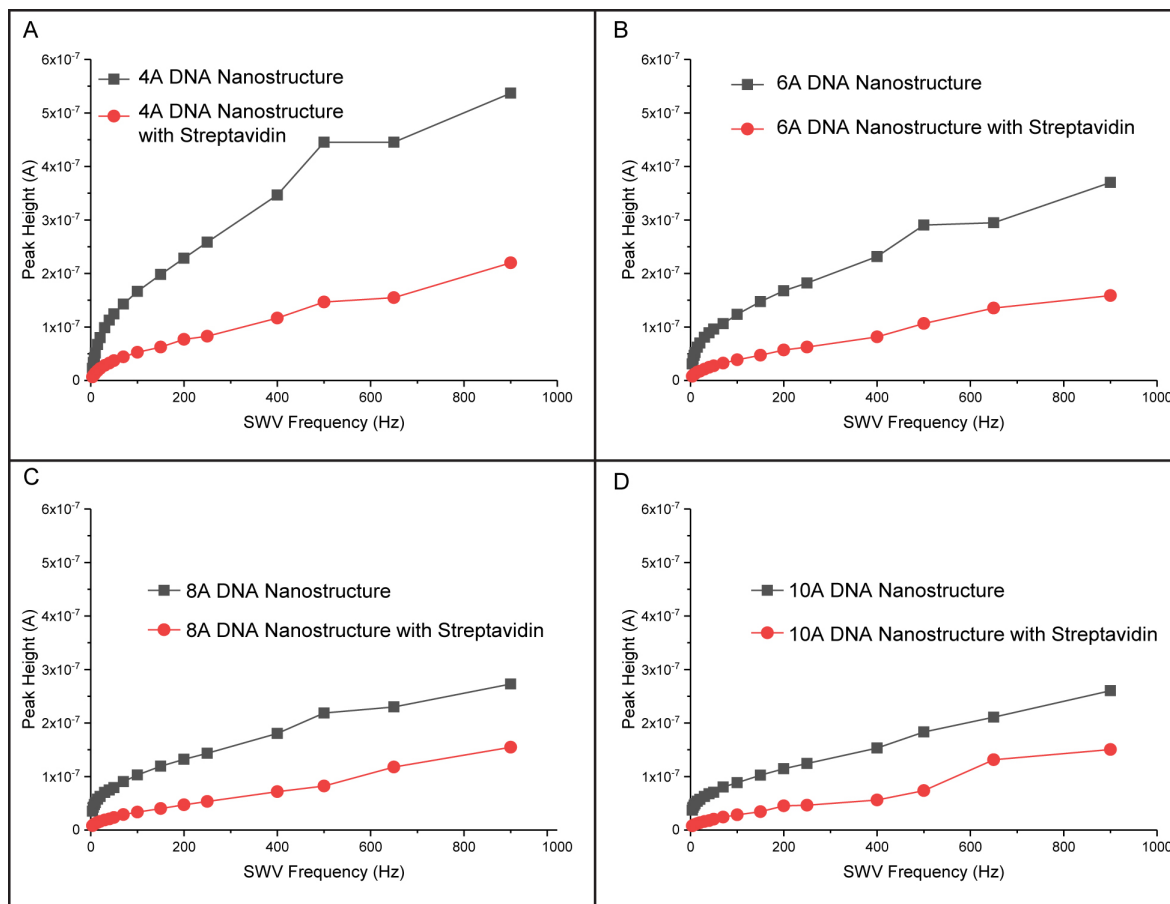 A
6x10⁻⁷
5x10⁻⁷
4x10⁻⁷
3x10⁻⁷
2x10⁻⁷
1x10⁻⁷
0
Peak Height (A)
4A DNA Nanostructure
4A DNA Nanostructure
with Streptavidin
0 200 400 600 800 1000
SWV Frequency (Hz)
B
6x10⁻⁷
5x10⁻⁷
4x10⁻⁷
3x10⁻⁷
2x10⁻⁷
1x10⁻⁷
0
Peak Height (A)
6A DNA Nanostructure
6A DNA Nanostructure with Streptavidin
0 200 400 600 800 1000
SWV Frequency (Hz)
C
6x10⁻⁷
5x10⁻⁷
4x10⁻⁷
3x10⁻⁷
2x10⁻⁷
1x10⁻⁷
0
Peak Height (A)
8A DNA Nanostructure
8A DNA Nanostructure with Streptavidin
0 200 400 600 800 1000
SWV Frequency (Hz)
D
6x10⁻⁷
5x10⁻⁷
4x10⁻⁷
3x10⁻⁷
2x10⁻⁷
1x10⁻⁷
0
Peak Height (A)
10A DNA Nanostructure
10A DNA Nanostructure with Streptavidin
0 200 400 600 800 1000
SWV Frequency (Hz)